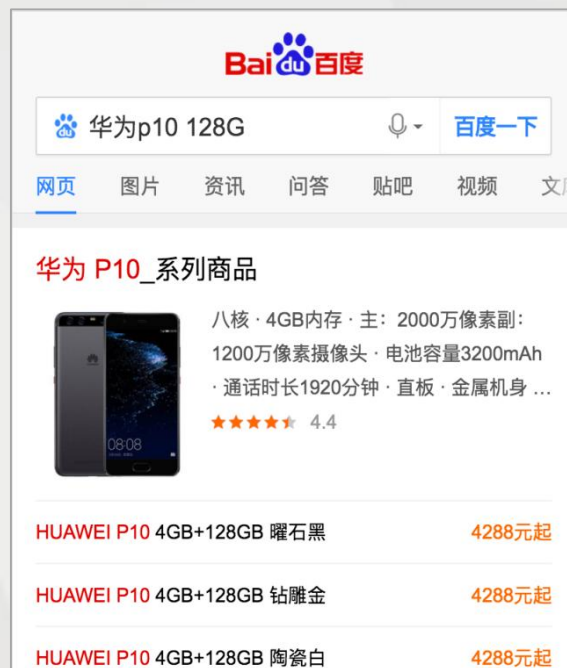 Bai du 百度
du 华为p10 128G 百度一下
网页 图片 资讯 问答 贴吧 视频 文
华为 P10_系列商品
八核 · 4GB内存 · 主：2000万像素副：
1200万像素摄像头 · 电池容量3200mAh
· 通话时长1920分钟 · 直板 · 金属机身 ...
4.4
08:08
HUAWEI P10 4GB+128GB 曜石黑 4288元起
HUAWEI P10 4GB+128GB 钻雕金 4288元起
HUAWEI P10 4GB+128GB 陶瓷白 4288元起